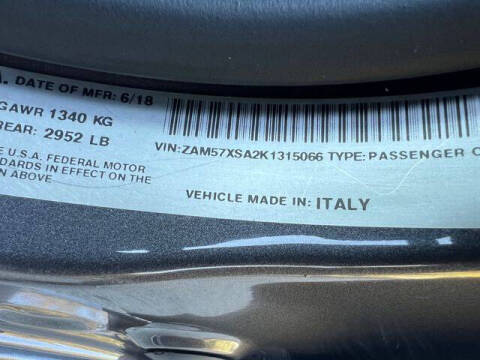 A. DATE OF MFR: 6/18
GAWR 1340 KG
REAR: 2952 LB
VIN: ZAM57XSA2K1315066 TYPE: PASSENGER C
E U.S.A. FEDERAL MOTOR
NDARDS IN EFFECT ON THE
N ABOVE
VEHICLE MADE IN: ITALY